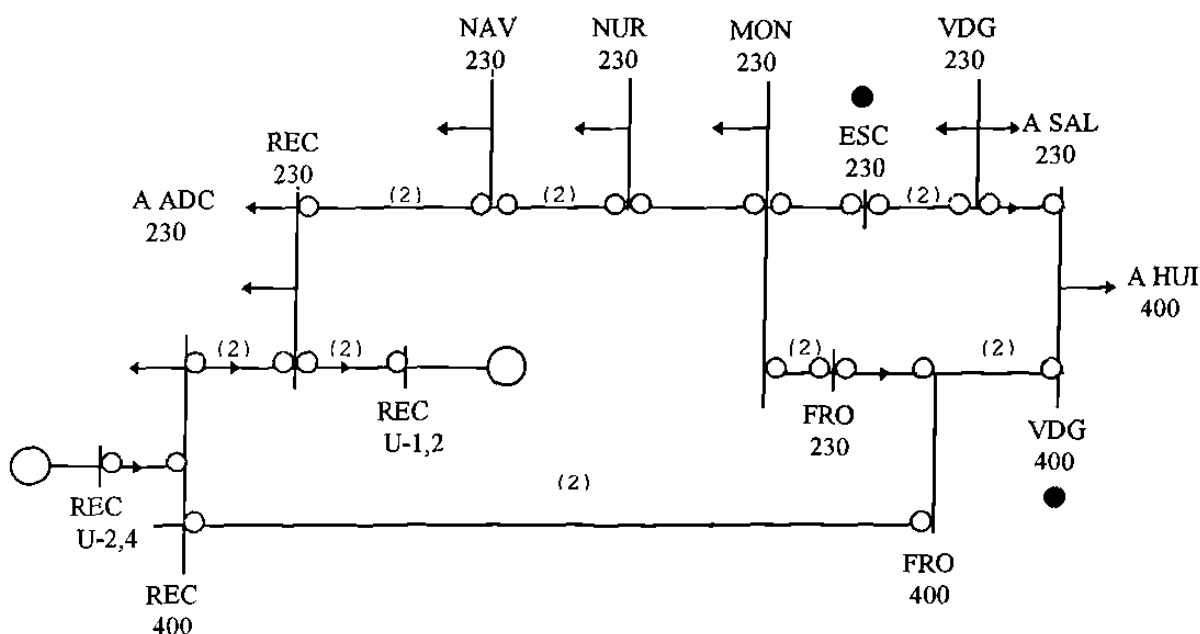 NAV
230
NUR
230
MON
230
VDG
230
REC
230
ESC
230
A SAL
230
A ADC
230
(2)
(2)
(2)
A HUI
400
(2)
(2)
(2)
(2)
REC
U-1,2
FRO
230
VDG
400
REC
U-2,4
(2)
REC
400
FRO
400